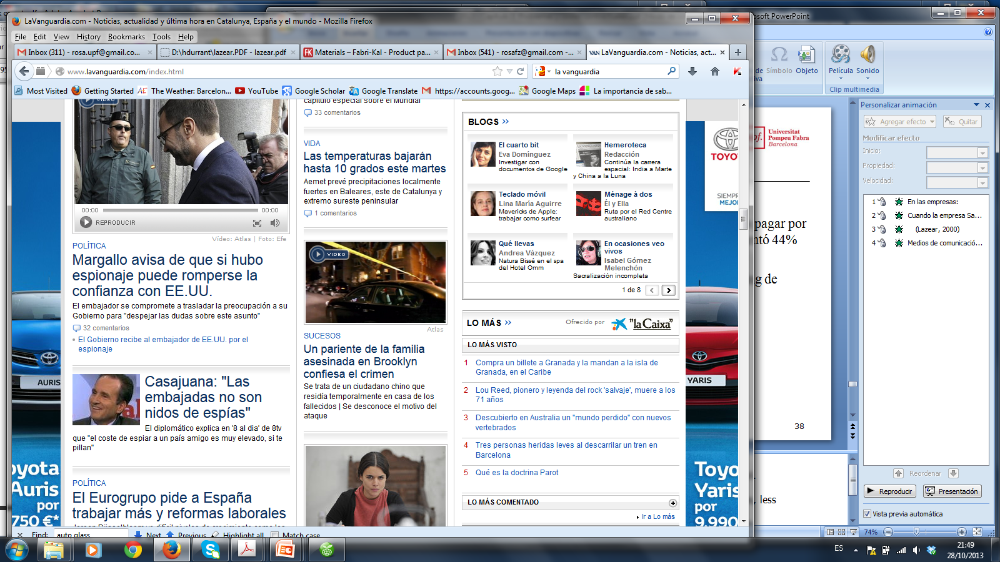 LaVanguardia.com - Noticias, actualidad y última hora en Catalunya, España y el mundo - Mozilla Firefox
File Edit View History Bookmarks Tools Help
Inbox (311) - rosa.upf@gmail.co...
D:\hdurrant\lazear.PDF - lazear.pdf
Materials – Fabri-Kal - Product pa...
Inbox (541) - rosafz@gmail.com -...
VAN LaVanguardia.com - Noticias, act...
www.lavanguardia.com/index.html
la vanguardia
Most Visited Getting Started AE The Weather: Barcelon... YouTube Google Scholar Google Translate https://accounts.goog... Google Maps La importancia de sab...
VIDEO
00:00 00:00
REPRODUCIR
Vídeo: Atlas | Foto: Efe
POLÍTICA
Margallo avisa de que si hubo
espionaje puede romperse la
confianza con EE.UU.
El embajador se compromete a trasladar la preocupación a su
Gobierno para "despejar las dudas sobre este asunto"
32 comentarios
El Gobierno recibe al embajador de EE.UU. por el
espionaje
Casajuana: "Las
embajadas no son
nidos de espías"
El diplomático explica en '8 al dia' de 8tv
que "el coste de espiar a un país amigo es muy elevado, si te
pillan"
POLÍTICA
El Eurogrupo pide a España
trabajar más y reformas laborales
capítulo especial sobre el Mundial
33 comentarios
VIDA
Las temperaturas bajarán
hasta 10 grados este martes
Aemet prevé precipitaciones localmente
fuertes en Baleares, este de Catalunya y
extremo sureste peninsular
1 comentarios
VIDEO
Atlas
SUCESOS
Un pariente de la familia
asesinada en Brooklyn
confiesa el crimen
Se trata de un ciudadano chino que
residía temporalmente en casa de los
fallecidos | Se desconoce el motivo del
ataque
BLOGS
El cuarto bit
Eva Domínguez
Investigar con
documentos de Google
Hemeroteca
Redacción
Continúa la carrera
espacial: India a Marte
y China a la Luna
Teclado móvil
Lina María Aguirre
Mavericks de Apple:
trabajar como surfear
Ménage à dos
Él y Ella
Ruta por el Red Centre
australiano
Qué llevas
Andrea Vázquez
Natura Bissé en el spa
del Hotel Omm
En ocasiones veo
vivos
Isabel Gómez
Melenchón
Sacralización incompleta
1 de 8
LO MÁS
Ofrecido por "la Caixa"
LO MÁS VISTO
1 Compra un billete a Granada y la mandan a la isla de
Granada, en el Caribe
2 Lou Reed, pionero y leyenda del rock 'salvaje', muere a los
71 años
3 Descubierto en Australia un "mundo perdido" con nuevos
vertebrados
4 Tres personas heridas leves al descarrilar un tren en
Barcelona
5 Qué es la doctrina Parot
LO MÁS COMENTADO
Ir a Lo más
AURIS
oyota
Auris
por
750 €*
TOYO
SIEMPR
MEJO
YARIS
Toyo
Yaris
por
9.990
Find: auto glass Next Previous Highlight all Match case
osoft PowerPoint
Símbolo Objeto
Película Sonido
Clip multimedia
Universitat
Pompeu Fabra
Barcelona
pagar por
ntó 44%
g de
38
less
Personalizar animación
Agregar efecto Quitar
Modificar efecto
Inicio:
Propiedad:
Velocidad:
1 En las empresas:
2 Cuando la empresa Sa...
3 (Lazear, 2000)
4 Medios de comunicació...
Reordenar
Reproducir Presentación
Vista previa automática
74%
ES
21:49
28/10/2013